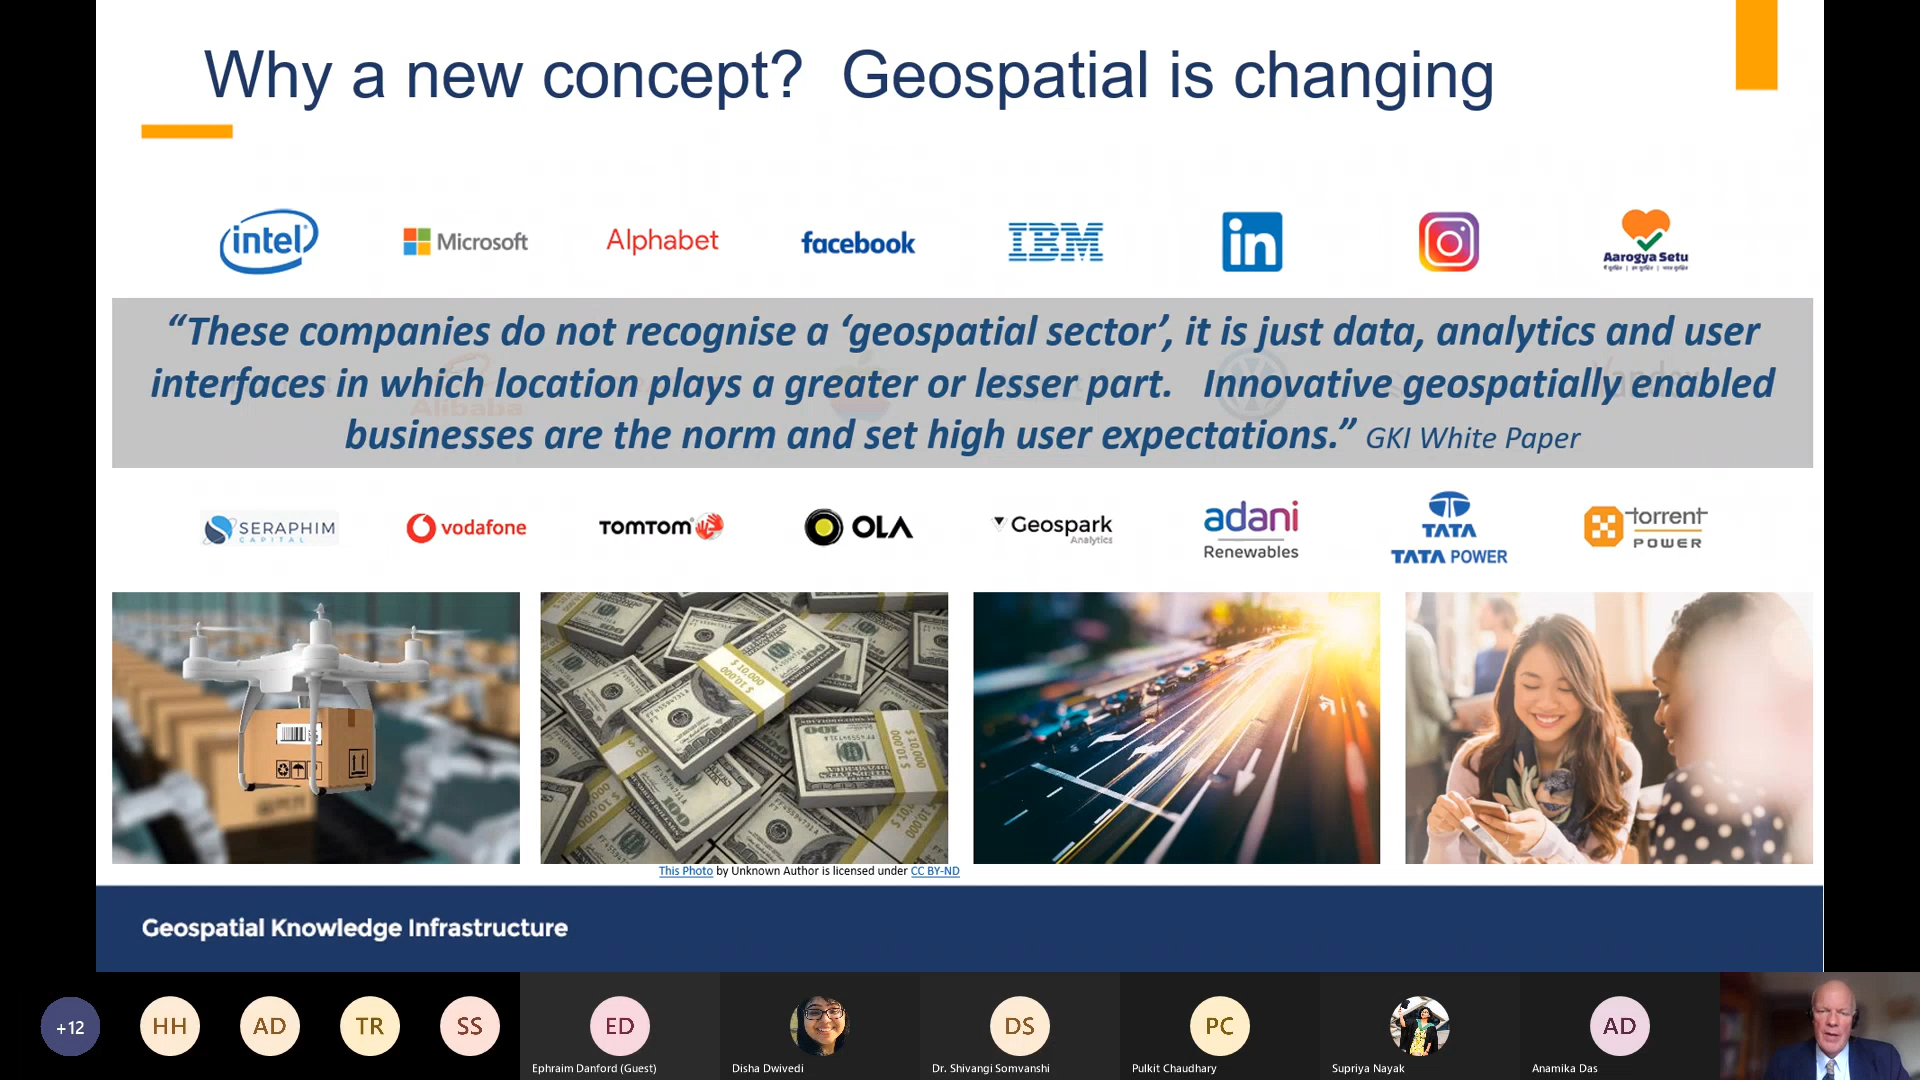 Why a new concept?  Geospatial is changing
intel
Microsoft
Alphabet
facebook
IBM
in
Aarogya Setu
“These companies do not recognise a ‘geospatial sector’, it is just data, analytics and user
interfaces in which location plays a greater or lesser part.   Innovative geospatially enabled
businesses are the norm and set high user expectations.” GKI White Paper
Alibaba
Yandex
SERAPHIM
CAPITAL
vodafone
TOMTOM
OLA
Geospark
Analytics
adani
Renewables
TATA
TATA POWER
torrent
POWER
$10,000
100
This Photo by Unknown Author is licensed under CC BY-ND
Geospatial Knowledge Infrastructure
+12
HH
AD
TR
SS
ED
DS
PC
AD
Ephraim Danford (Guest)
Disha Dwivedi
Dr. Shivangi Somvanshi
Pulkit Chaudhary
Supriya Nayak
Anamika Das